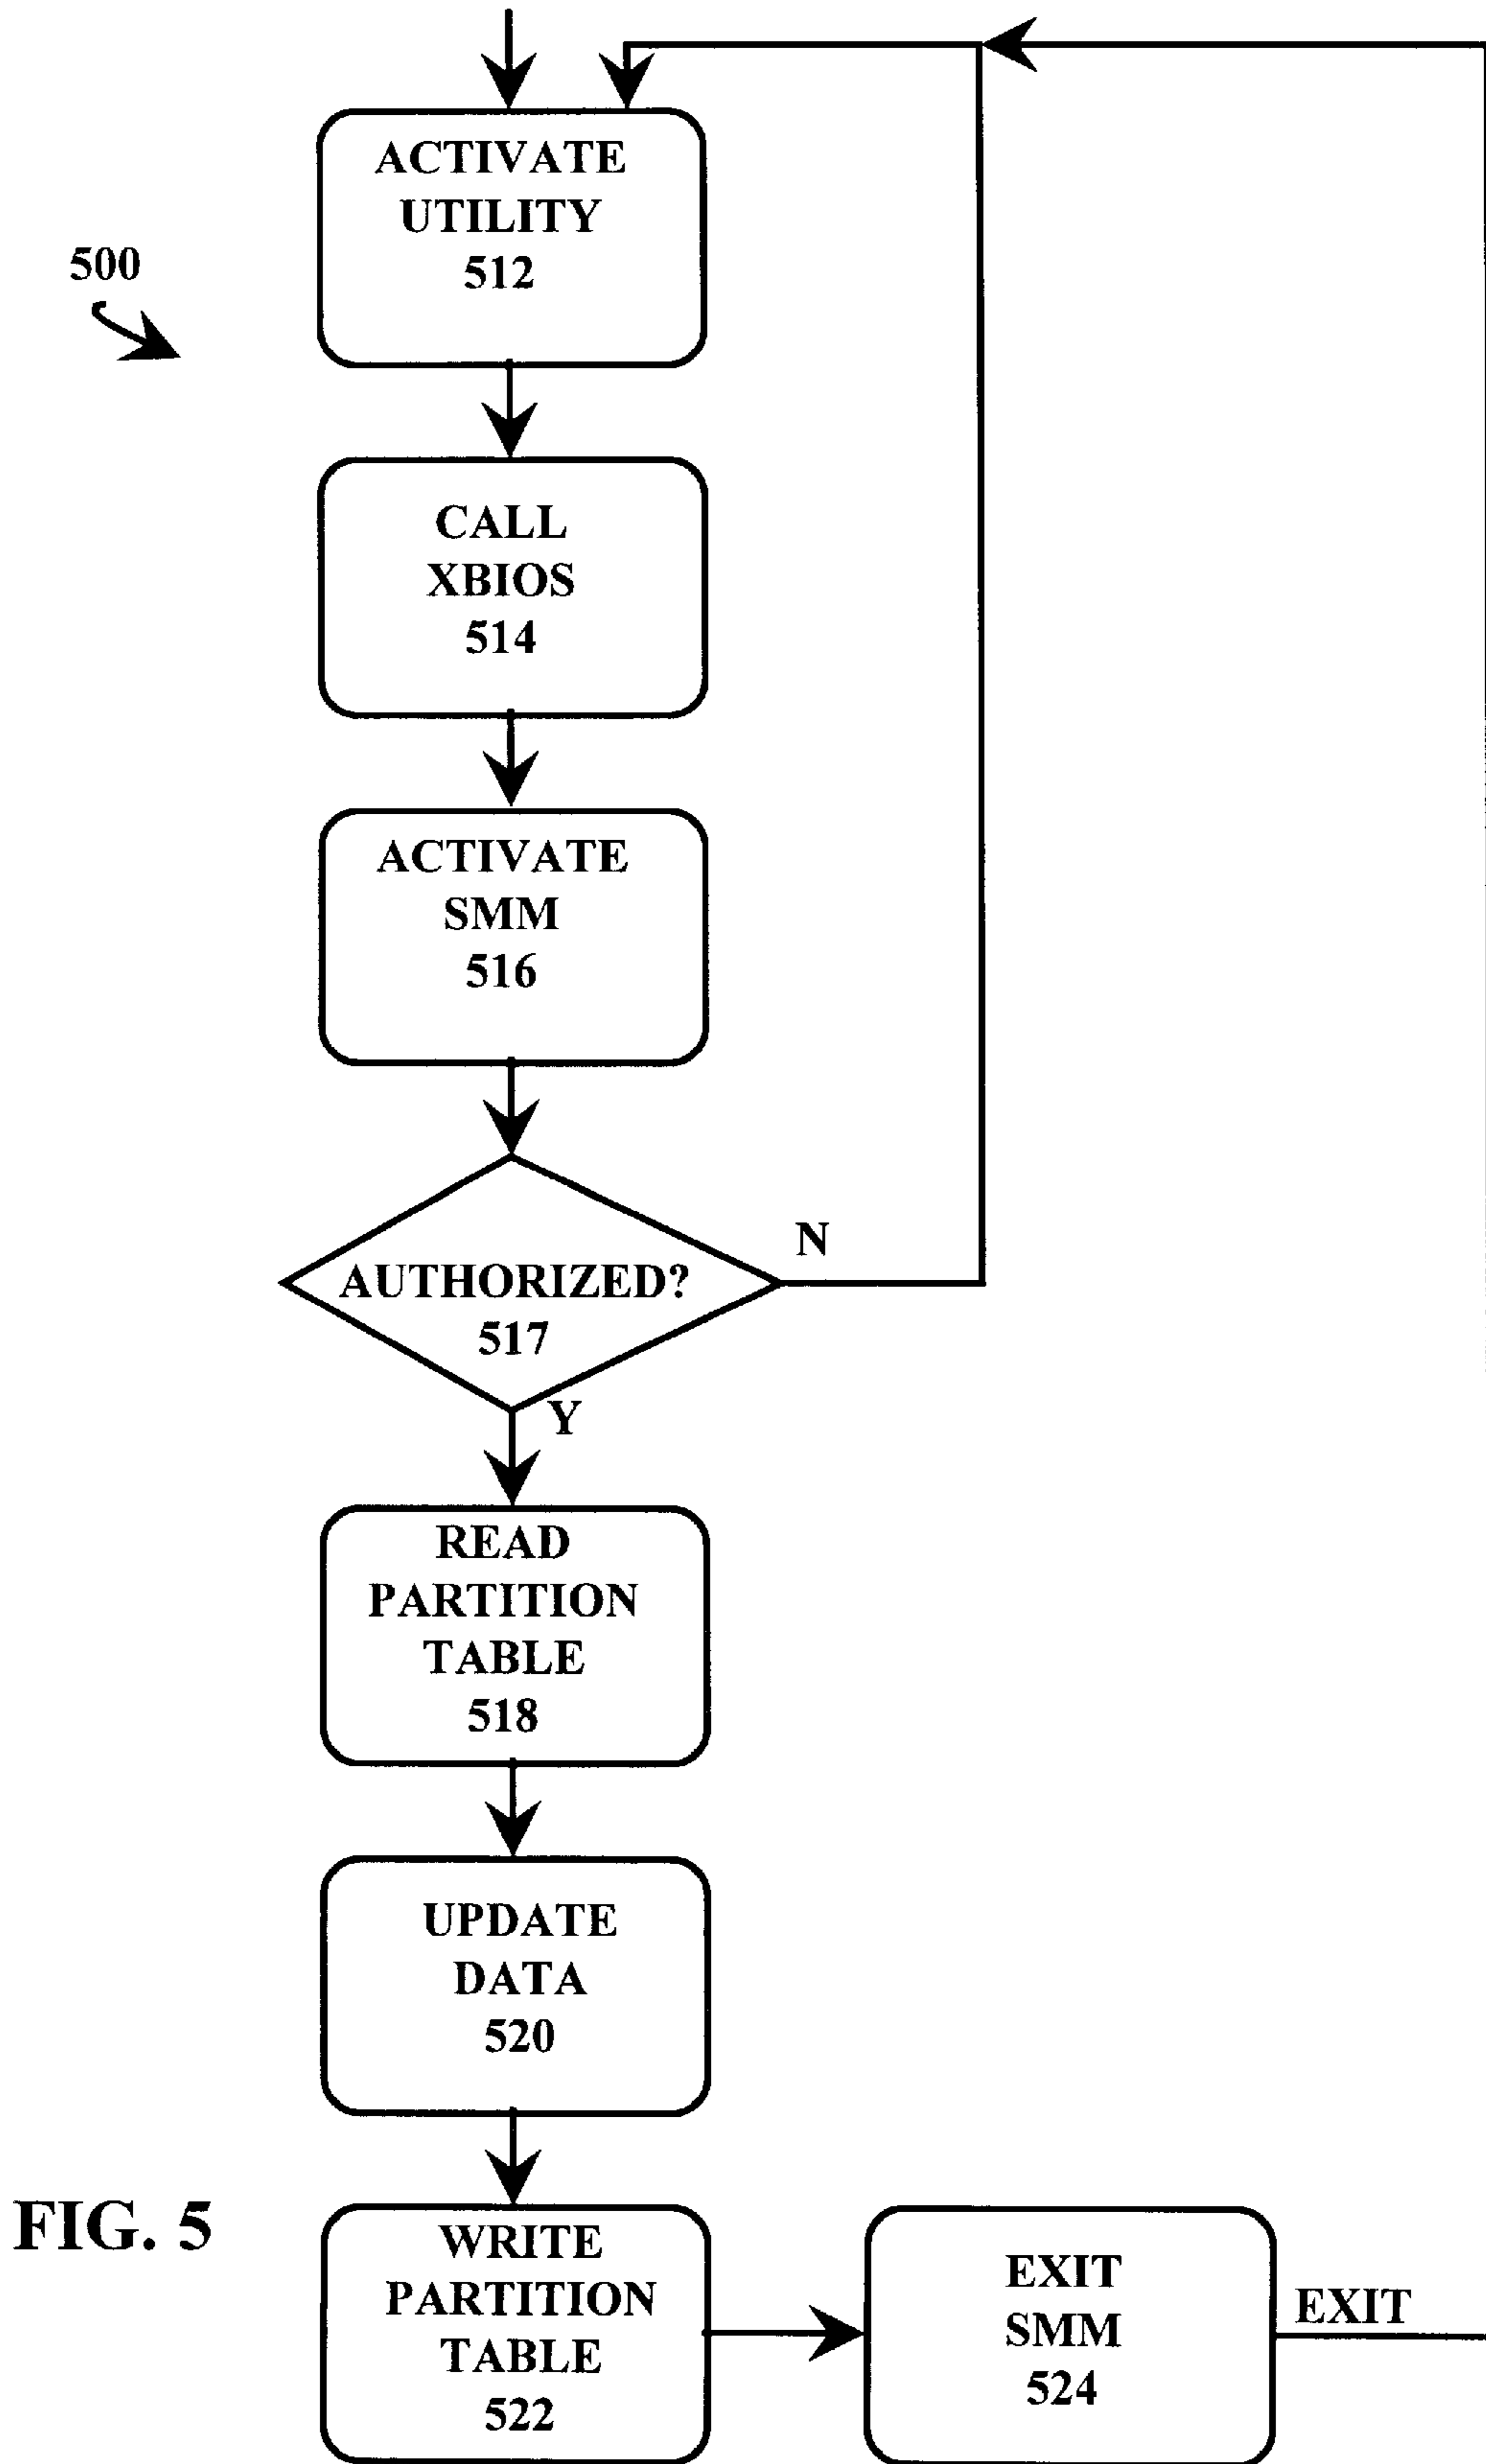 500
ACTIVATE
UTILITY
512
CALL
XBIOS
514
ACTIVATE
SMM
516
AUTHORIZED?
517
N
Y
READ
PARTITION
TABLE
518
UPDATE
DATA
520
FIG. 5
WRITE
PARTITION
TABLE
522
EXIT
SMM
524
EXIT